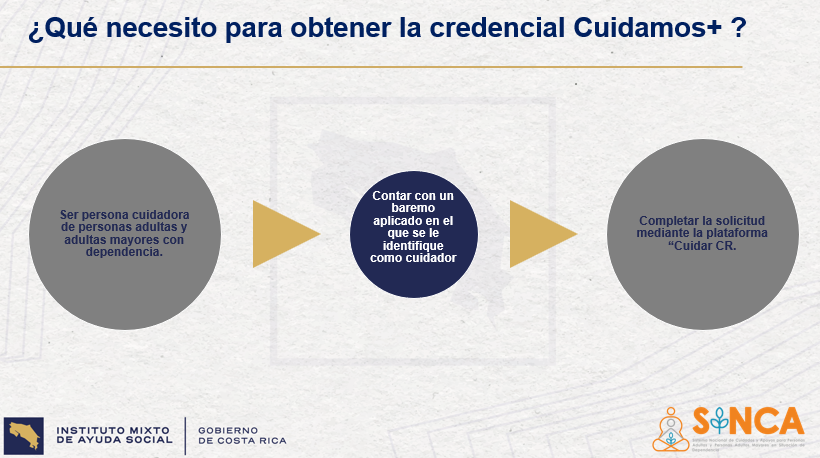 ¿Qué necesito para obtener la credencial Cuidamos+ ?
Ser persona cuidadora
de personas adultas y
adultas mayores con
dependencia.
Contar con un
baremo
aplicado en el
que se le
identifique
como cuidador
Completar la solicitud
mediante la plataforma
“Cuidar CR.
INSTITUTO MIXTO
DE AYUDA SOCIAL
GOBIERNO
DE COSTA RICA
SINCA